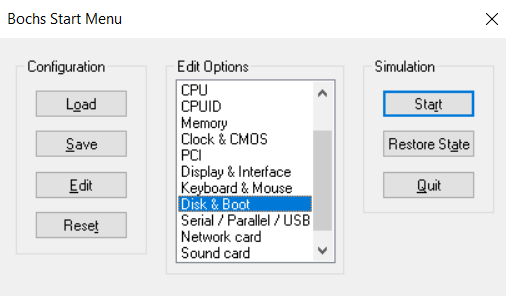 Bochs Start Menu
Configuration
Load
Save
Edit
Reset
Edit Options
CPU
CPUID
Memory
Clock & CMOS
PCI
Display & Interface
Keyboard & Mouse
Disk & Boot
Serial / Parallel / USB
Network card
Sound card
Simulation
Start
Restore State
Quit